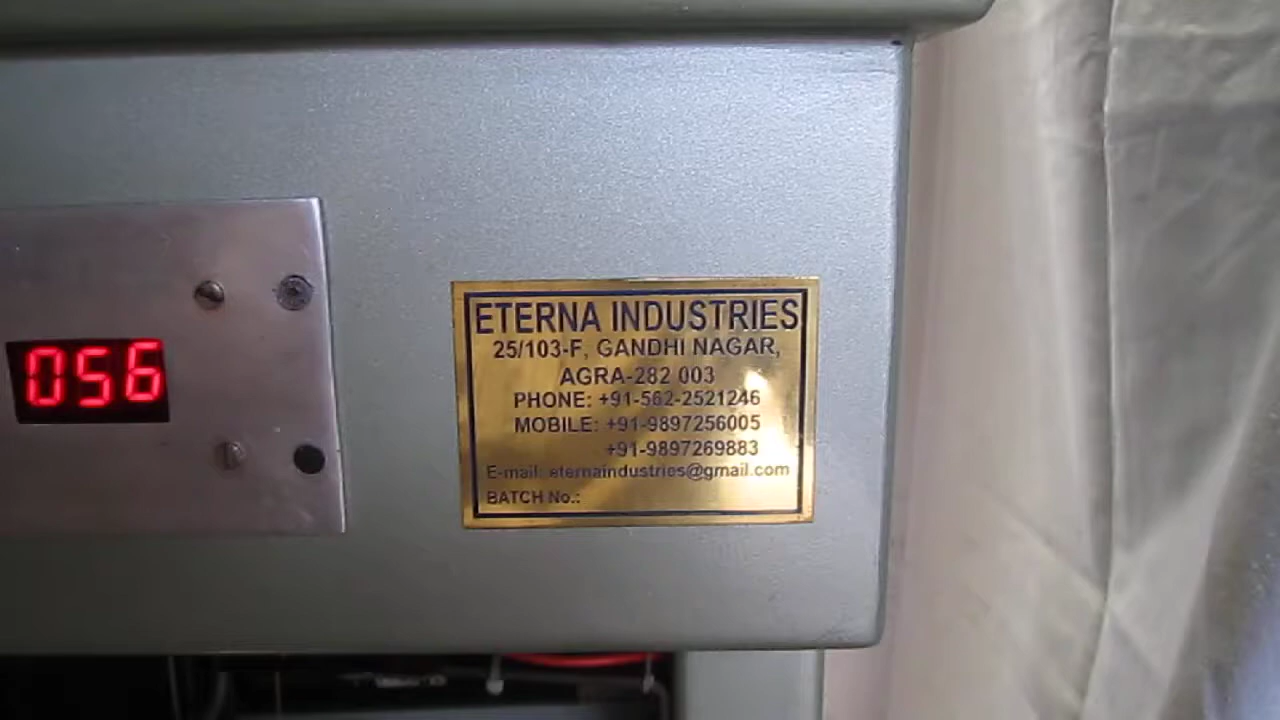 056
ETERNA INDUSTRIES
25/103-F, GANDHI NAGAR,
AGRA-282 003
PHONE: +91-562-2521246
MOBILE: +91-9897256005
+91-9897269883
E-mail: eternaindustries@gmail.com
BATCH No.: